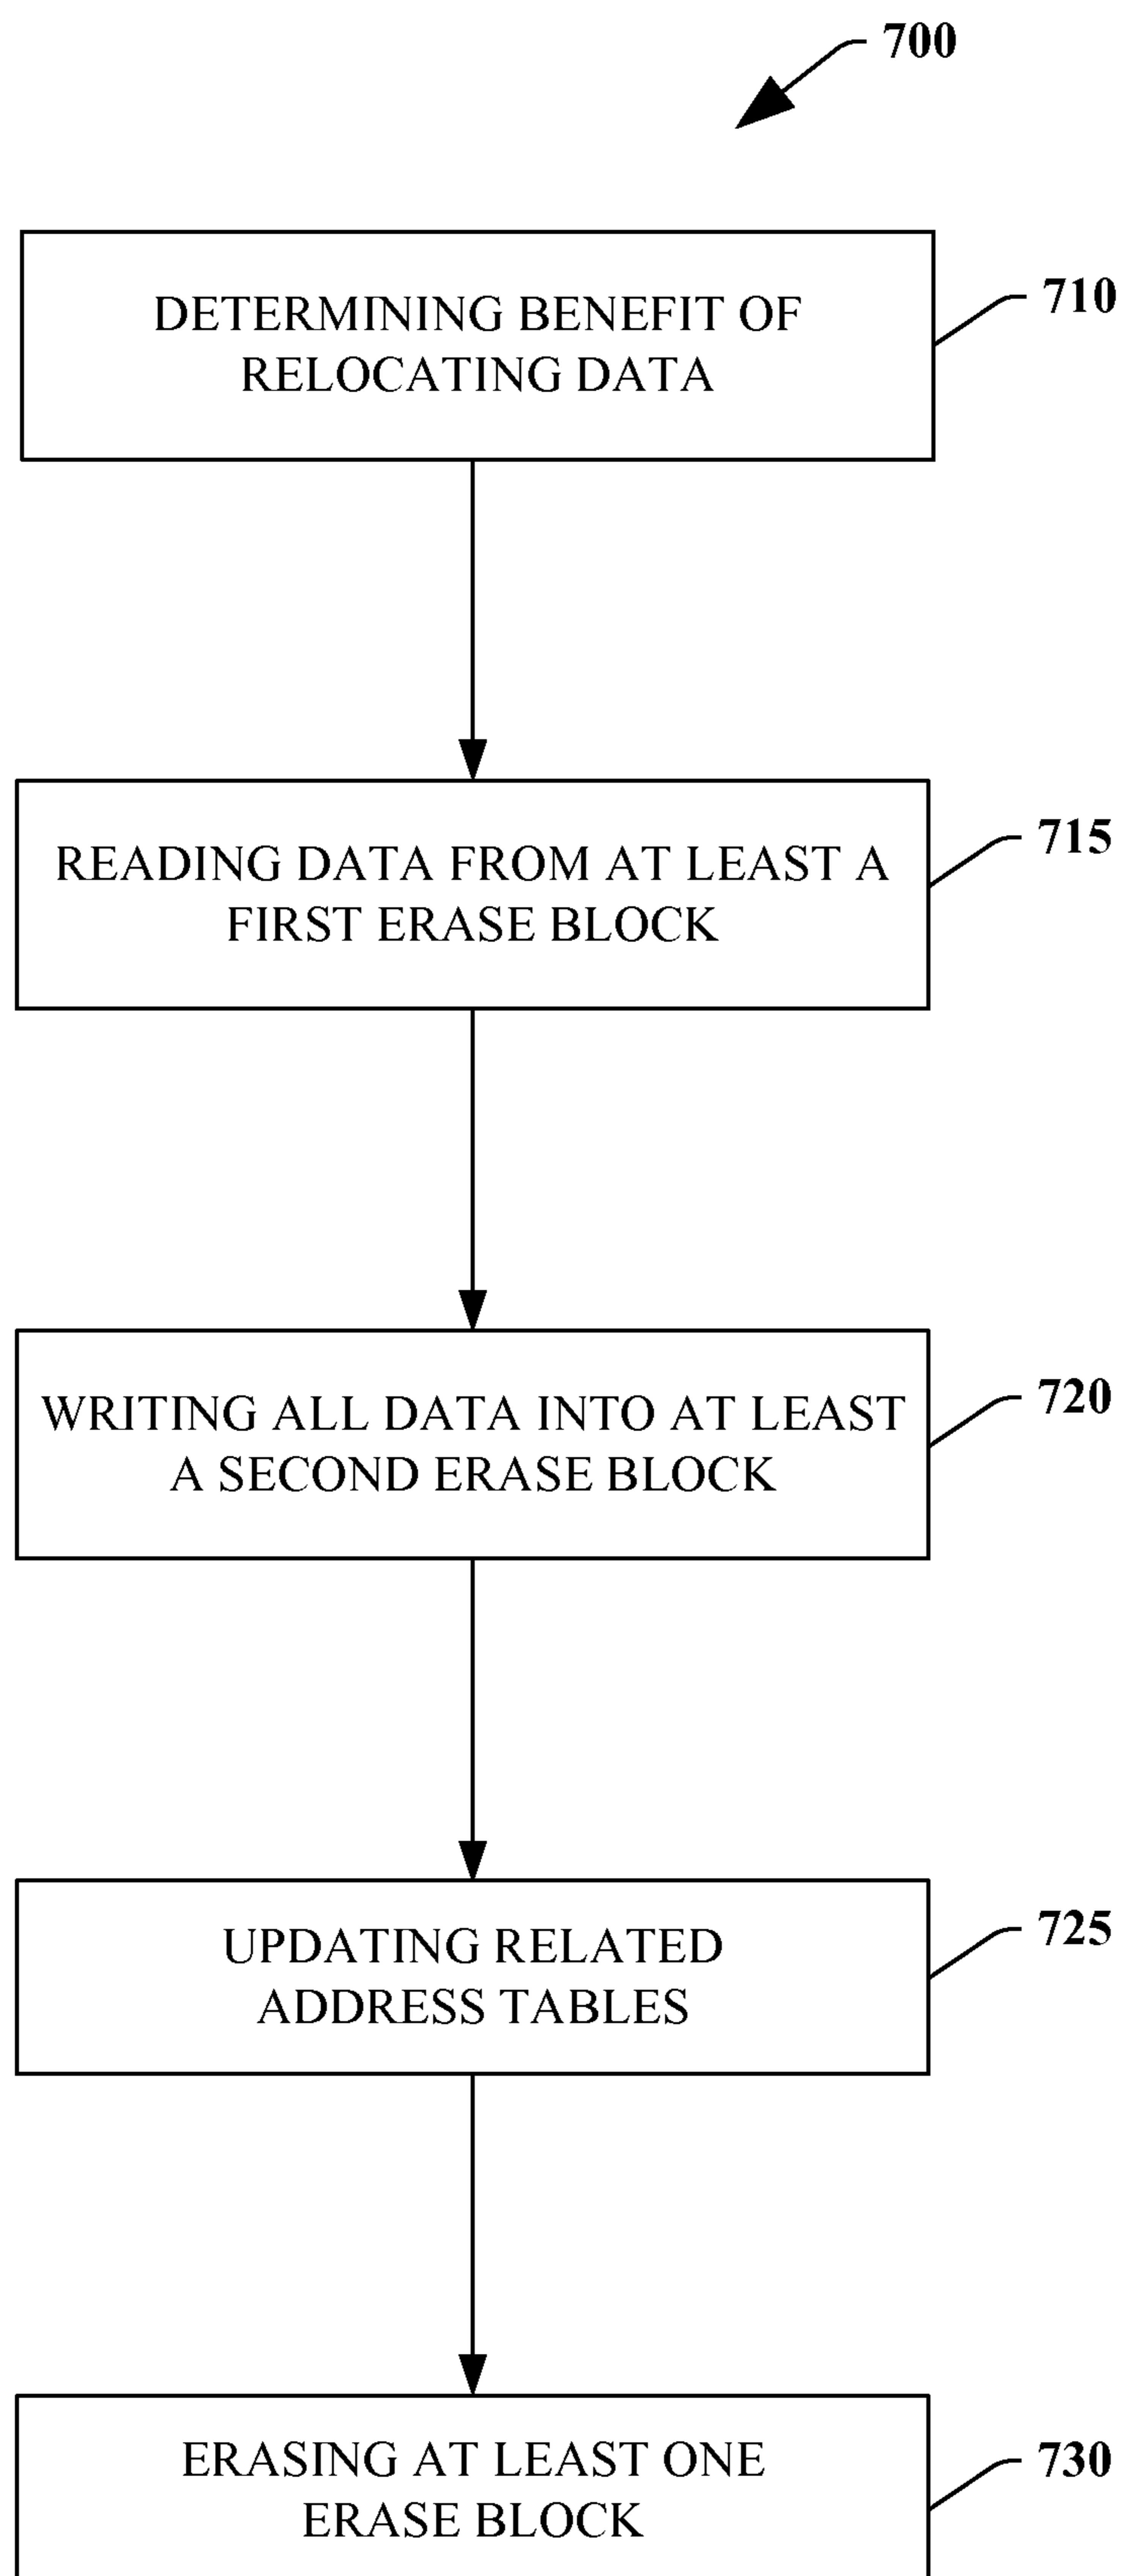 700
DETERMINING BENEFIT OF
RELOCATING DATA
710
READING DATA FROM AT LEAST A
FIRST ERASE BLOCK
715
WRITING ALL DATA INTO AT LEAST
A SECOND ERASE BLOCK
720
UPDATING RELATED
ADDRESS TABLES
725
ERASING AT LEAST ONE
ERASE BLOCK
730